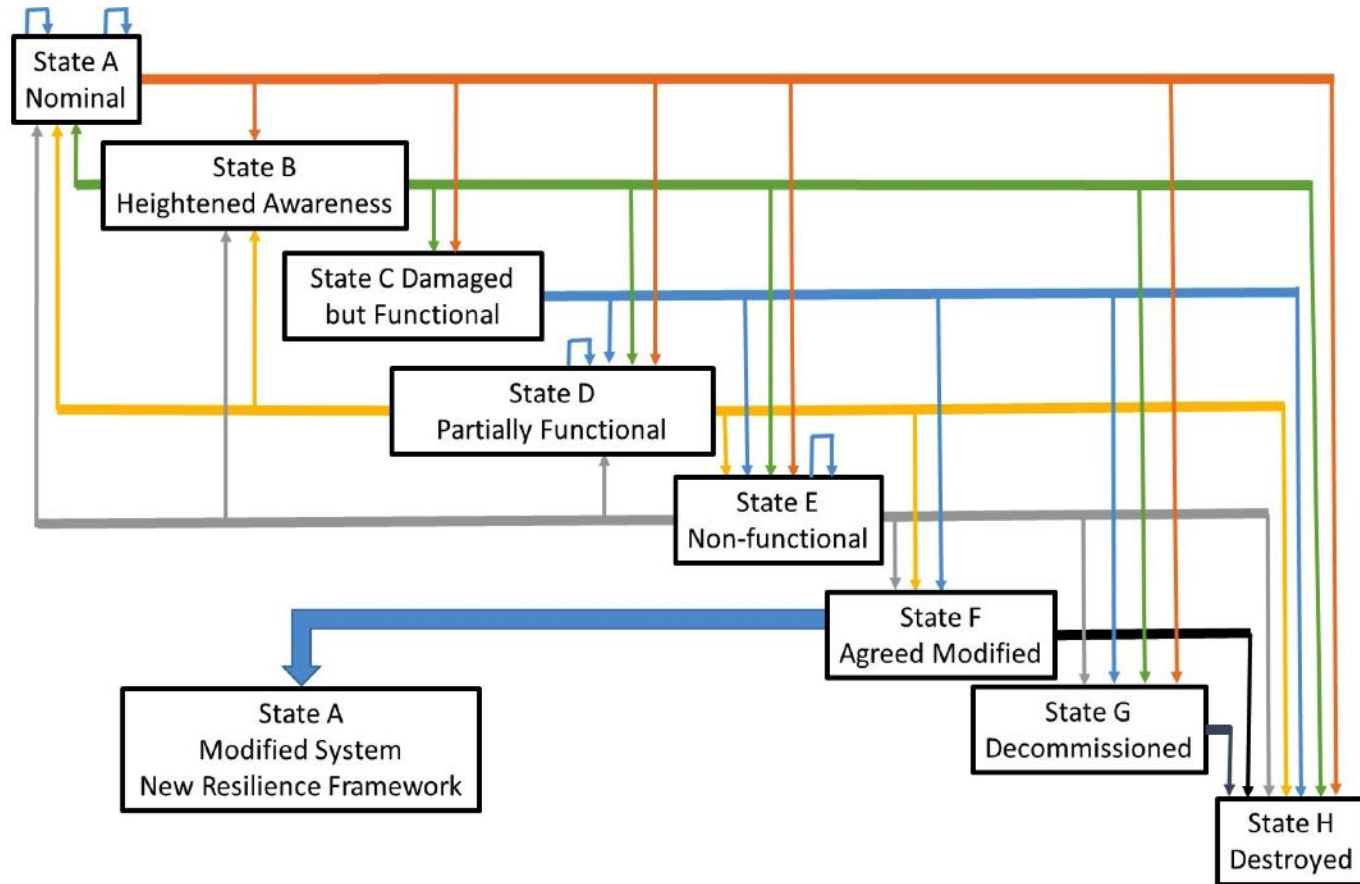 State A
Nominal
State B
Heightened Awareness
State C Damaged
but Functional
State D
Partially Functional
State E
Non-functional
State F
Agreed Modified
State A
Modified System
New Resilience Framework
State G
Decommissioned
State H
Destroyed